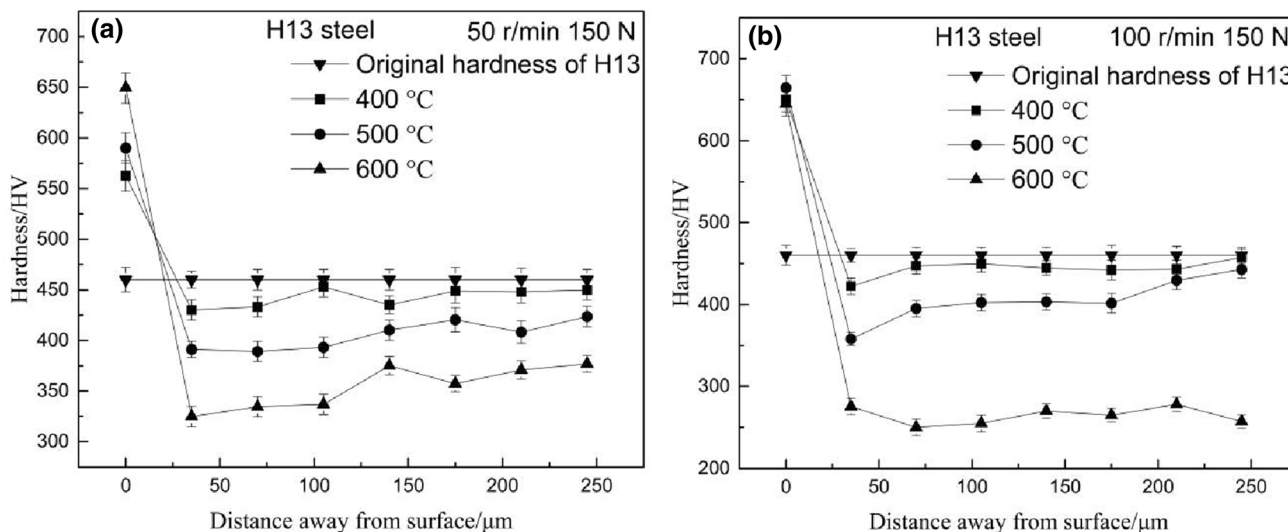 (a)
H13 steel
50 r/min 150 N
Original hardness of H13
400 °C
500 °C
600 °C
700
650
600
550
500
450
400
350
300
Hardness/HV
0
50
100
150
200
250
Distance away from surface/μm
(b)
H13 steel
100 r/min 150 N
Original hardness of H13
400 °C
500 °C
600 °C
700
600
500
400
300
200
Hardness/HV
0
50
100
150
200
250
Distance away from surface/μm